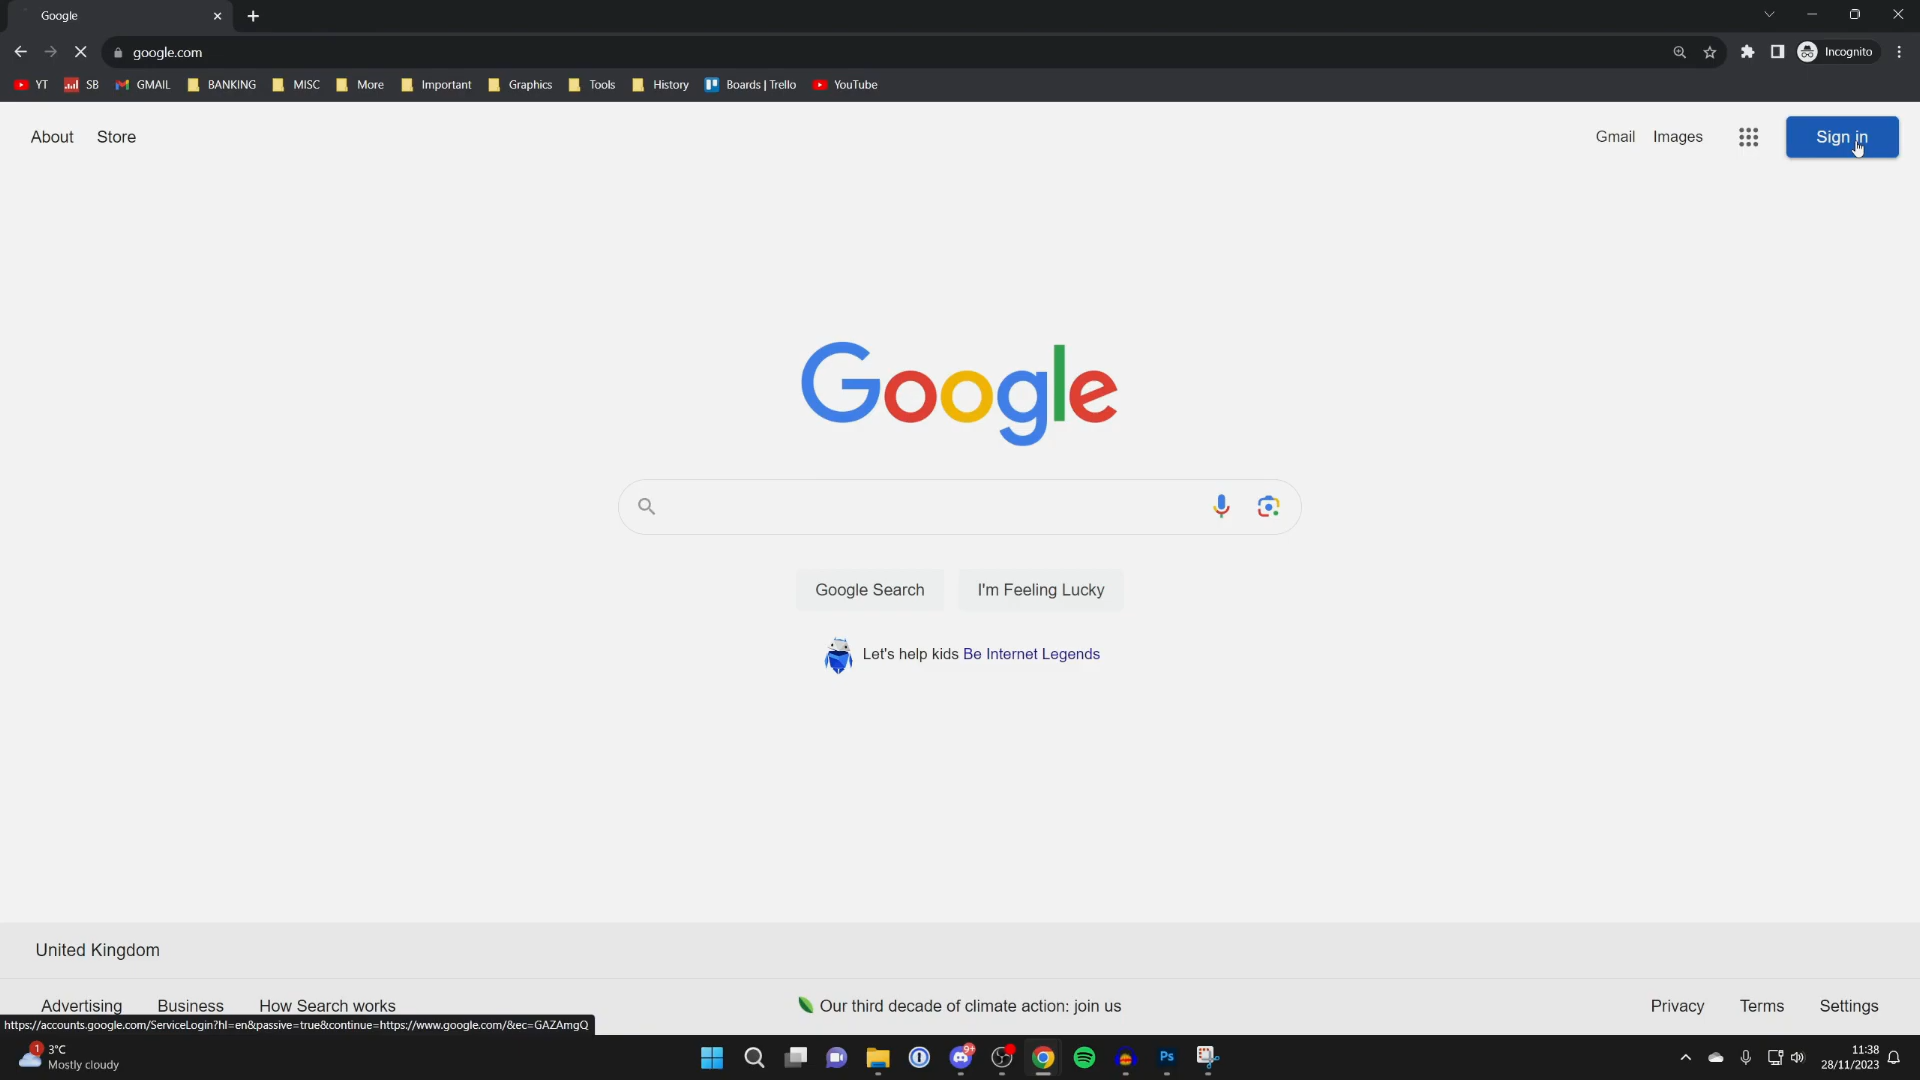 Google
google.com
Incognito
YT
SB
GMAIL
BANKING
MISC
More
Important
Graphics
Tools
History
Boards | Trello
YouTube
About
Store
Gmail
Images
Sign in
Google
Google Search
I'm Feeling Lucky
Let's help kids Be Internet Legends
United Kingdom
Advertising
Business
How Search works
Our third decade of climate action: join us
Privacy
Terms
Settings
https://accounts.google.com/ServiceLogin?hl=en&passive=true&continue=https://www.google.com/&ec=GAZAmgQ
1
3°C
Mostly cloudy
9+
Ps
11:38
28/11/2023